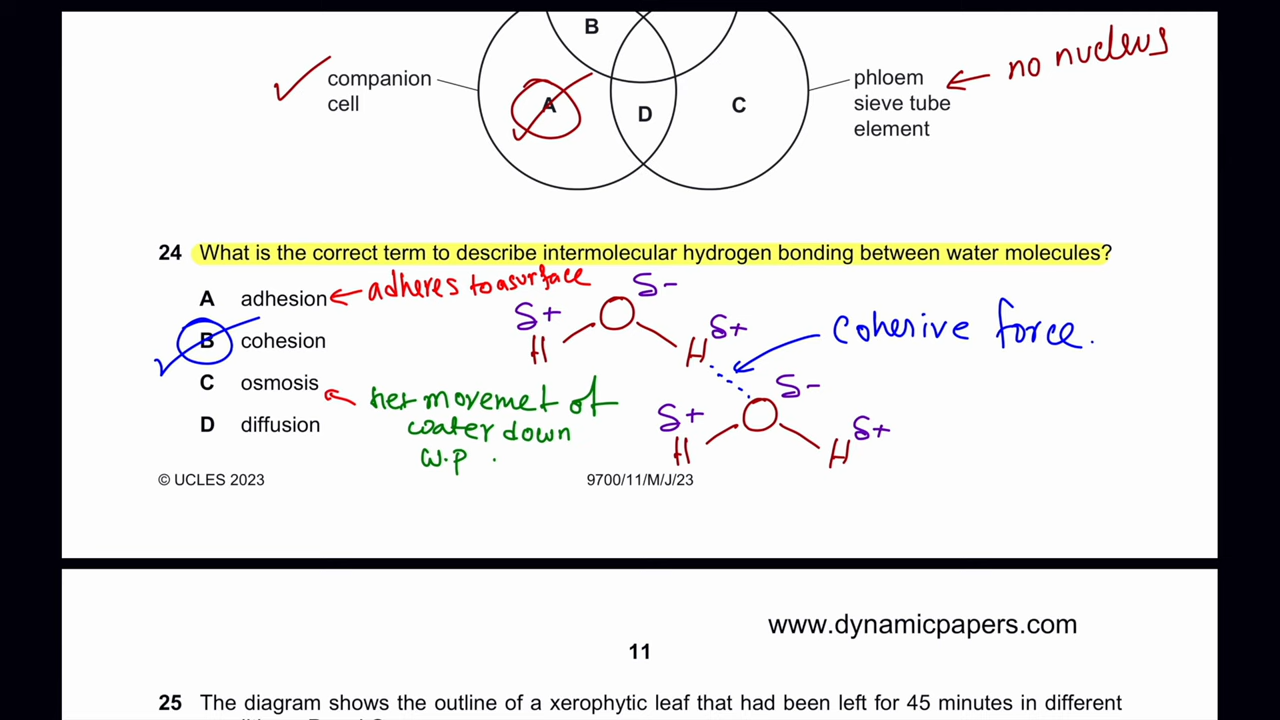 B
no nucleus
companion
cell
A
D
C
phloem
sieve tube
element
24 What is the correct term to describe intermolecular hydrogen bonding between water molecules?
A adhesion
adheres to a surface
B cohesion
C osmosis
net movemet of
water down
w.p.
D diffusion
δ-
δ+
O
δ+
H
H
cohesive force.
δ-
δ+
O
δ+
H
H
© UCLES 2023
9700/11/M/J/23
www.dynamicpapers.com
11
25 The diagram shows the outline of a xerophytic leaf that had been left for 45 minutes in different